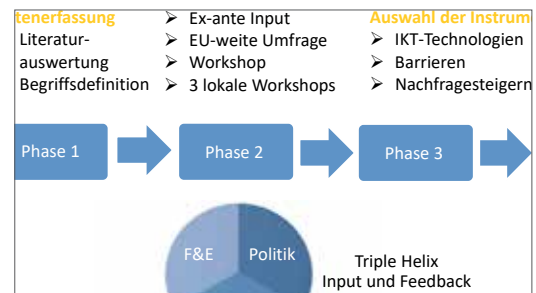 tenerfassung
Literatur-
auswertung
Begriffsdefinition
➢ Ex-ante Input
➢ EU-weite Umfrage
➢ Workshop
➢ 3 lokale Workshops
Auswahl der Instrum
➢ IKT-Technologien
➢ Barrieren
➢ Nachfragesteigern
Phase 1
Phase 2
Phase 3
F&E
Politik
Triple Helix
Input und Feedback